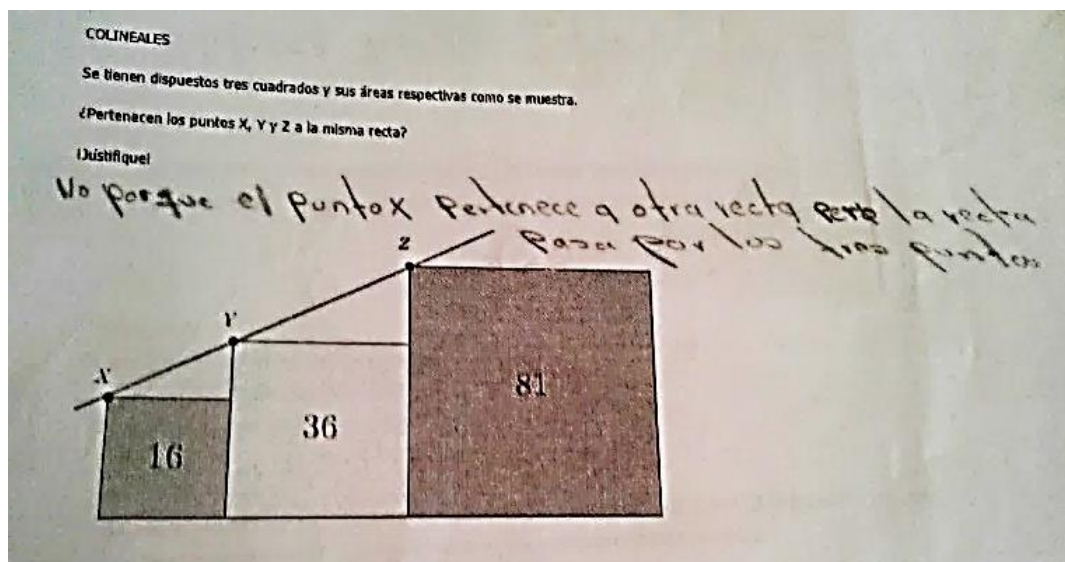 COLINEALES
Se tienen dispuestos tres cuadrados y sus áreas respectivas como se muestra.
¿Pertenecen los puntos X, Y y Z a la misma recta?
¡Justifique!
No porque el punto X pertenece a otra recta pero la recta
pasa por los tres puntos
Z
Y
X
81
36
16